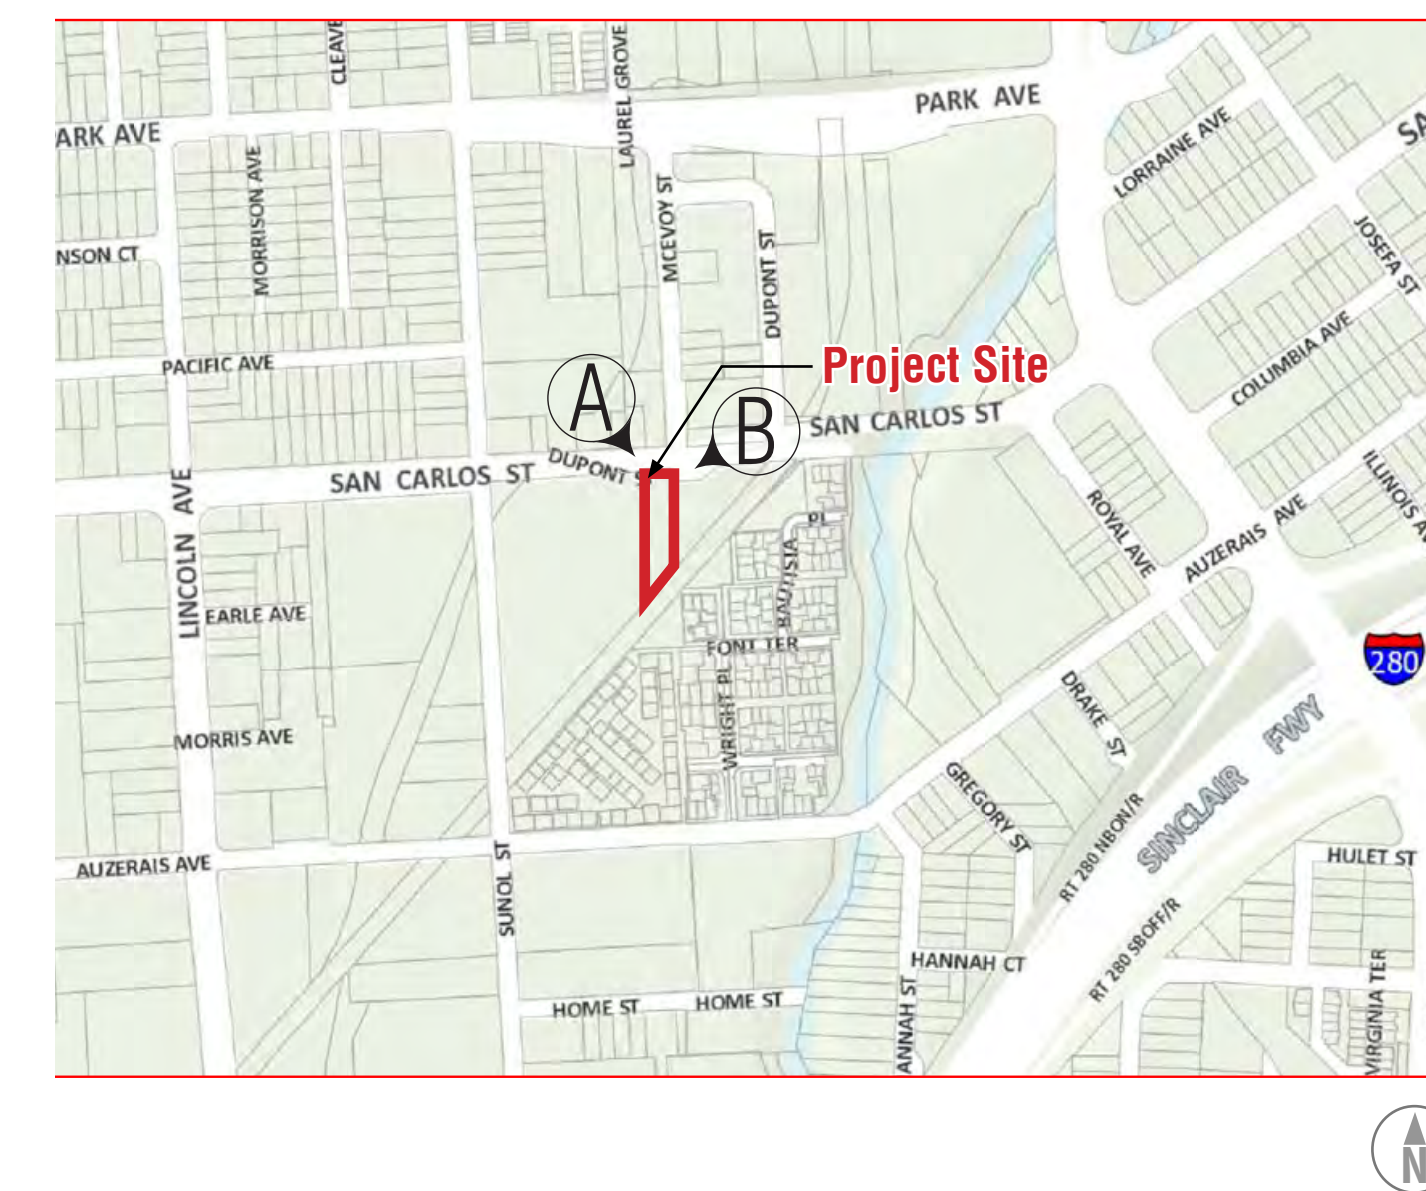 CLEAVE
LAUREL GROVE
PARK AVE
SA
ARK AVE
LORRAINE AVE
MORRISON AVE
MCEVOY ST
NSON CT
DUPONT ST
JOSEFA ST
PACIFIC AVE
Project Site
COLUMBIA AVE
A
B
SAN CARLOS ST
DUPONT S
SAN CARLOS ST
ILLINOIS AV
LINCOLN AVE
ROYAL AVE
AUZERAIS AVE
PL
BAUTISTA
EARLE AVE
FONT TER
280
WRIGHT PL
DRAKE ST
MORRIS AVE
SINCLAIR FWY
GREGORY ST
RT 280 NBON/R
AUZERAIS AVE
HULET ST
SUNOL ST
RT 280 SBOFF/R
HANNAH CT
HOME ST
HOME ST
ANNAH ST
VIRGINIA TER
N